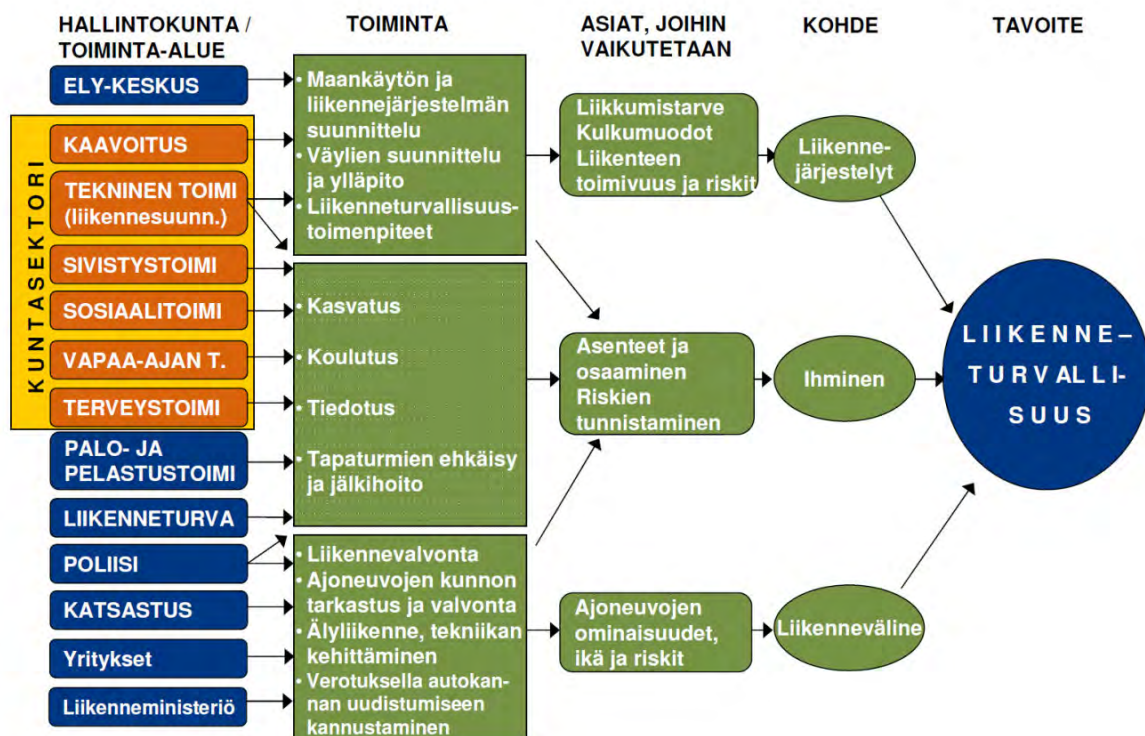 HALLINTOKUNTA /
TOIMINTA-ALUE
TOIMINTA
ASIAT, JOIHIN
VAIKUTETAAN
KOHDE
TAVOITE
KUNTASEKTORI
ELY-KESKUS
KAAVOITUS
TEKNINEN TOIMI
(liikennesuunn.)
SIVISTYSTOIMI
SOSIAALITOIMI
VAPAA-AJAN T.
TERVEYSTOIMI
PALO- JA
PELASTUSTOIMI
LIIKENNETURVA
POLIISI
KATSASTUS
Yritykset
Liikenneministeriö
• Maankäytön ja
liikennejärjestelmän
suunnittelu
• Väylien suunnittelu
ja ylläpito
• Liikenneturvallisuus-
toimenpiteet
• Kasvatus
• Koulutus
• Tiedotus
• Tapaturmien ehkäisy
ja jälkihoito
• Liikennevalvonta
• Ajoneuvojen kunnon
tarkastus ja valvonta
• Älyliikenne, tekniikan
kehittäminen
• Verotuksella autokan-
nan uudistumiseen
kannustaminen
Liikkumistarve
Kulkumuodot
Liikenteen
toimivuus ja riskit
Asenteet ja
osaaminen
Riskien
tunnistaminen
Ajoneuvojen
ominaisuudet,
ikä ja riskit
Liikenne-
järjestelyt
Ihminen
Liikenneväline
LIIKENNE–
TURVALLI-
SUUS